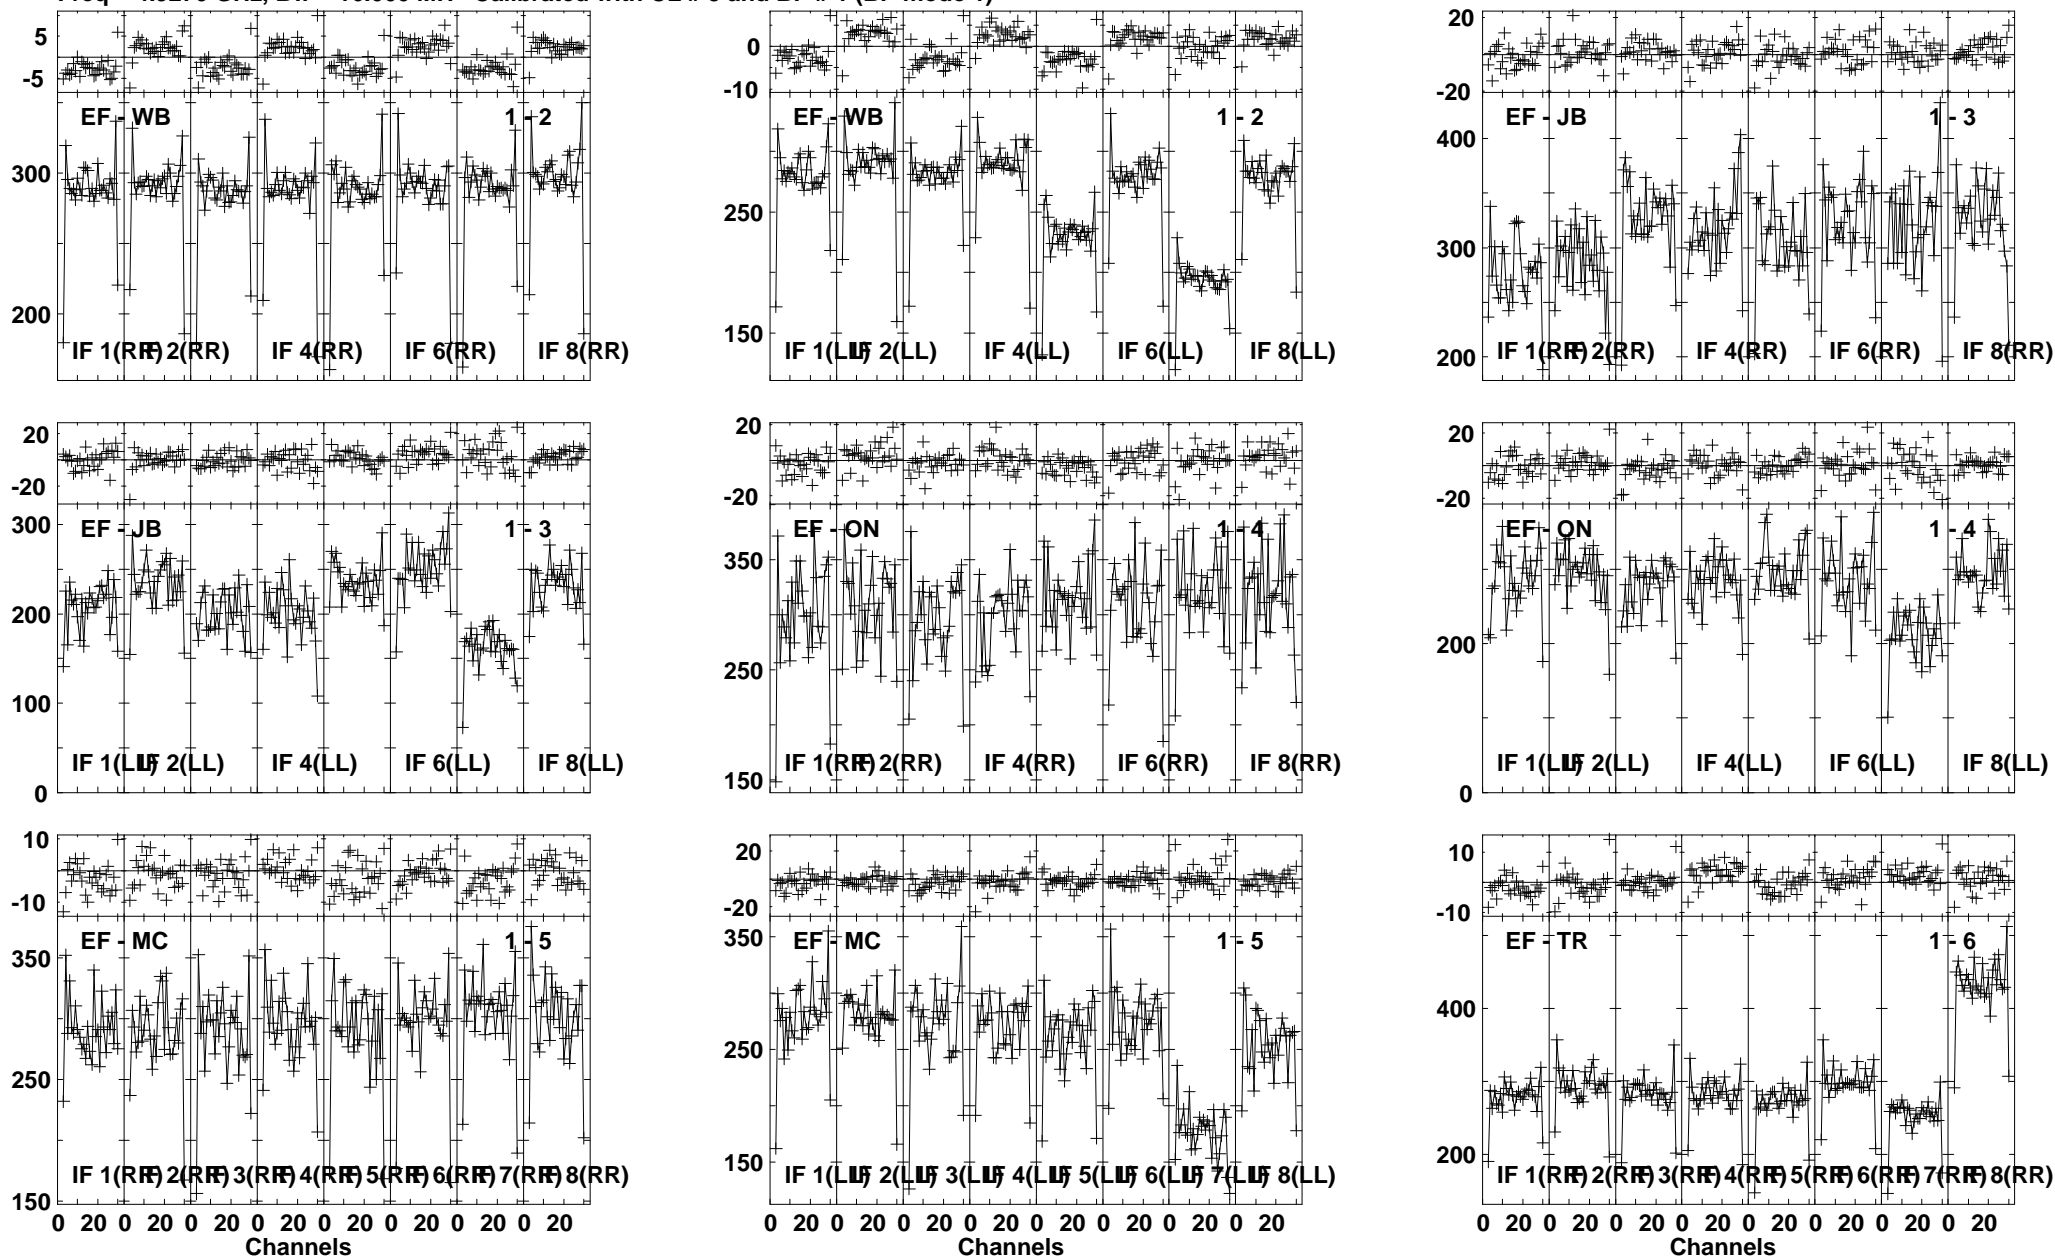 5
-5
300
200
EF - WB
1 - 2
IF 1(RR) IF 2(RR) IF 4(RR) IF 6(RR) IF 8(RR)
0
-10
250
150
EF - WB
1 - 2
IF 1(LL) IF 2(LL) IF 4(LL) IF 6(LL) IF 8(LL)
20
-20
400
300
200
EF - JB
1 - 3
IF 1(RR) IF 2(RR) IF 4(RR) IF 6(RR) IF 8(RR)
20
-20
300
200
100
0
EF - JB
1 - 3
IF 1(LL) IF 2(LL) IF 4(LL) IF 6(LL) IF 8(LL)
20
-20
350
250
150
EF - ON
1 - 4
IF 1(RR) IF 2(RR) IF 4(RR) IF 6(RR) IF 8(RR)
20
-20
200
0
EF - ON
1 - 4
IF 1(LL) IF 2(LL) IF 4(LL) IF 6(LL) IF 8(LL)
10
-10
350
250
150
EF - MC
1 - 5
IF 1(RR) IF 2(RR) IF 3(RR) IF 4(RR) IF 5(RR) IF 6(RR) IF 7(RR) IF 8(RR)
0 20 0 20 0 20 0 20 0 20 0 20 0 20 0 20
Channels
20
-20
350
250
150
EF - MC
1 - 5
IF 1(LL) IF 2(LL) IF 3(LL) IF 4(LL) IF 5(LL) IF 6(LL) IF 7(LL) IF 8(LL)
0 20 0 20 0 20 0 20 0 20 0 20 0 20 0 20
Channels
10
-10
400
200
EF - TR
1 - 6
IF 1(RR) IF 2(RR) IF 3(RR) IF 4(RR) IF 5(RR) IF 6(RR) IF 7(RR) IF 8(RR)
0 20 0 20 0 20 0 20 0 20 0 20 0 20 0 20
Channels